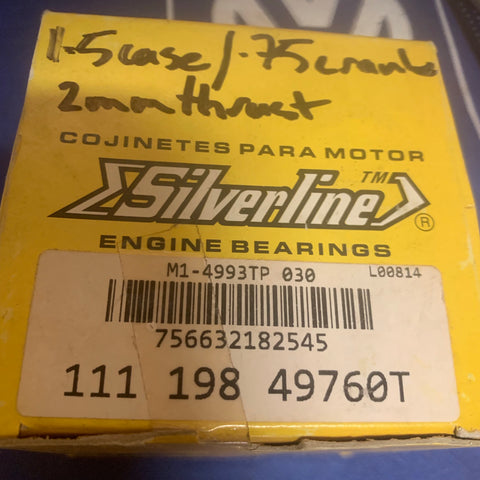 1.5 case/.75 crank
2mm thrust
COJINETES PARA MOTOR
Silverline TM ®
ENGINE BEARINGS
M1-4993TP 030 L00814
756632182545
111 198 49760T